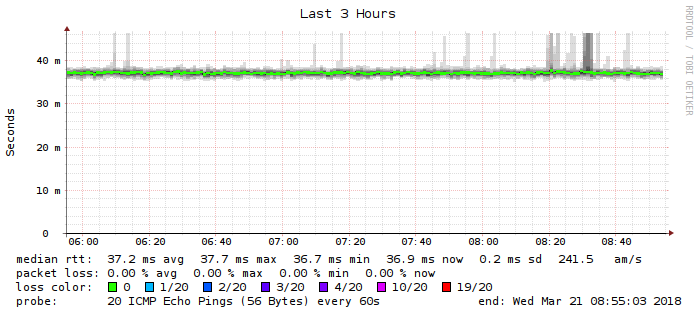 Last 3 Hours
RRDTOOL / TOBI OETIKER
Seconds
40 m
30 m
20 m
10 m
0
06:00 06:20 06:40 07:00 07:20 07:40 08:00 08:20 08:40
median rtt: 37.2 ms avg 37.7 ms max 36.7 ms min 36.9 ms now 0.2 ms sd 241.5 am/s
packet loss: 0.00 % avg 0.00 % max 0.00 % min 0.00 % now
loss color: 0 1/20 2/20 3/20 4/20 10/20 19/20
probe: 20 ICMP Echo Pings (56 Bytes) every 60s end: Wed Mar 21 08:55:03 2018